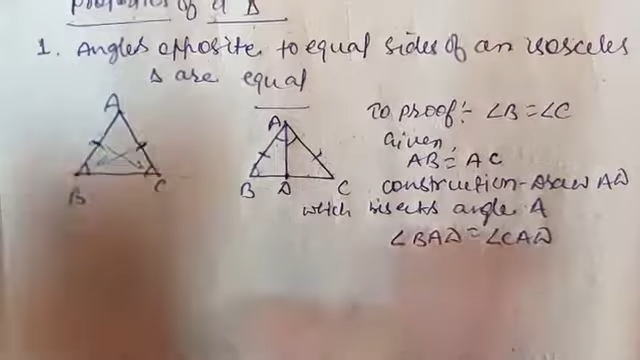 properties of a Δ
1. Angles opposite to equal sides of an isosceles
Δ are equal
A
B
C
A
B
D
C
To proof:- ∠B = ∠C
Given,
AB = AC
construction - Draw AD
which bisects angle A
∠BAD = ∠CAD